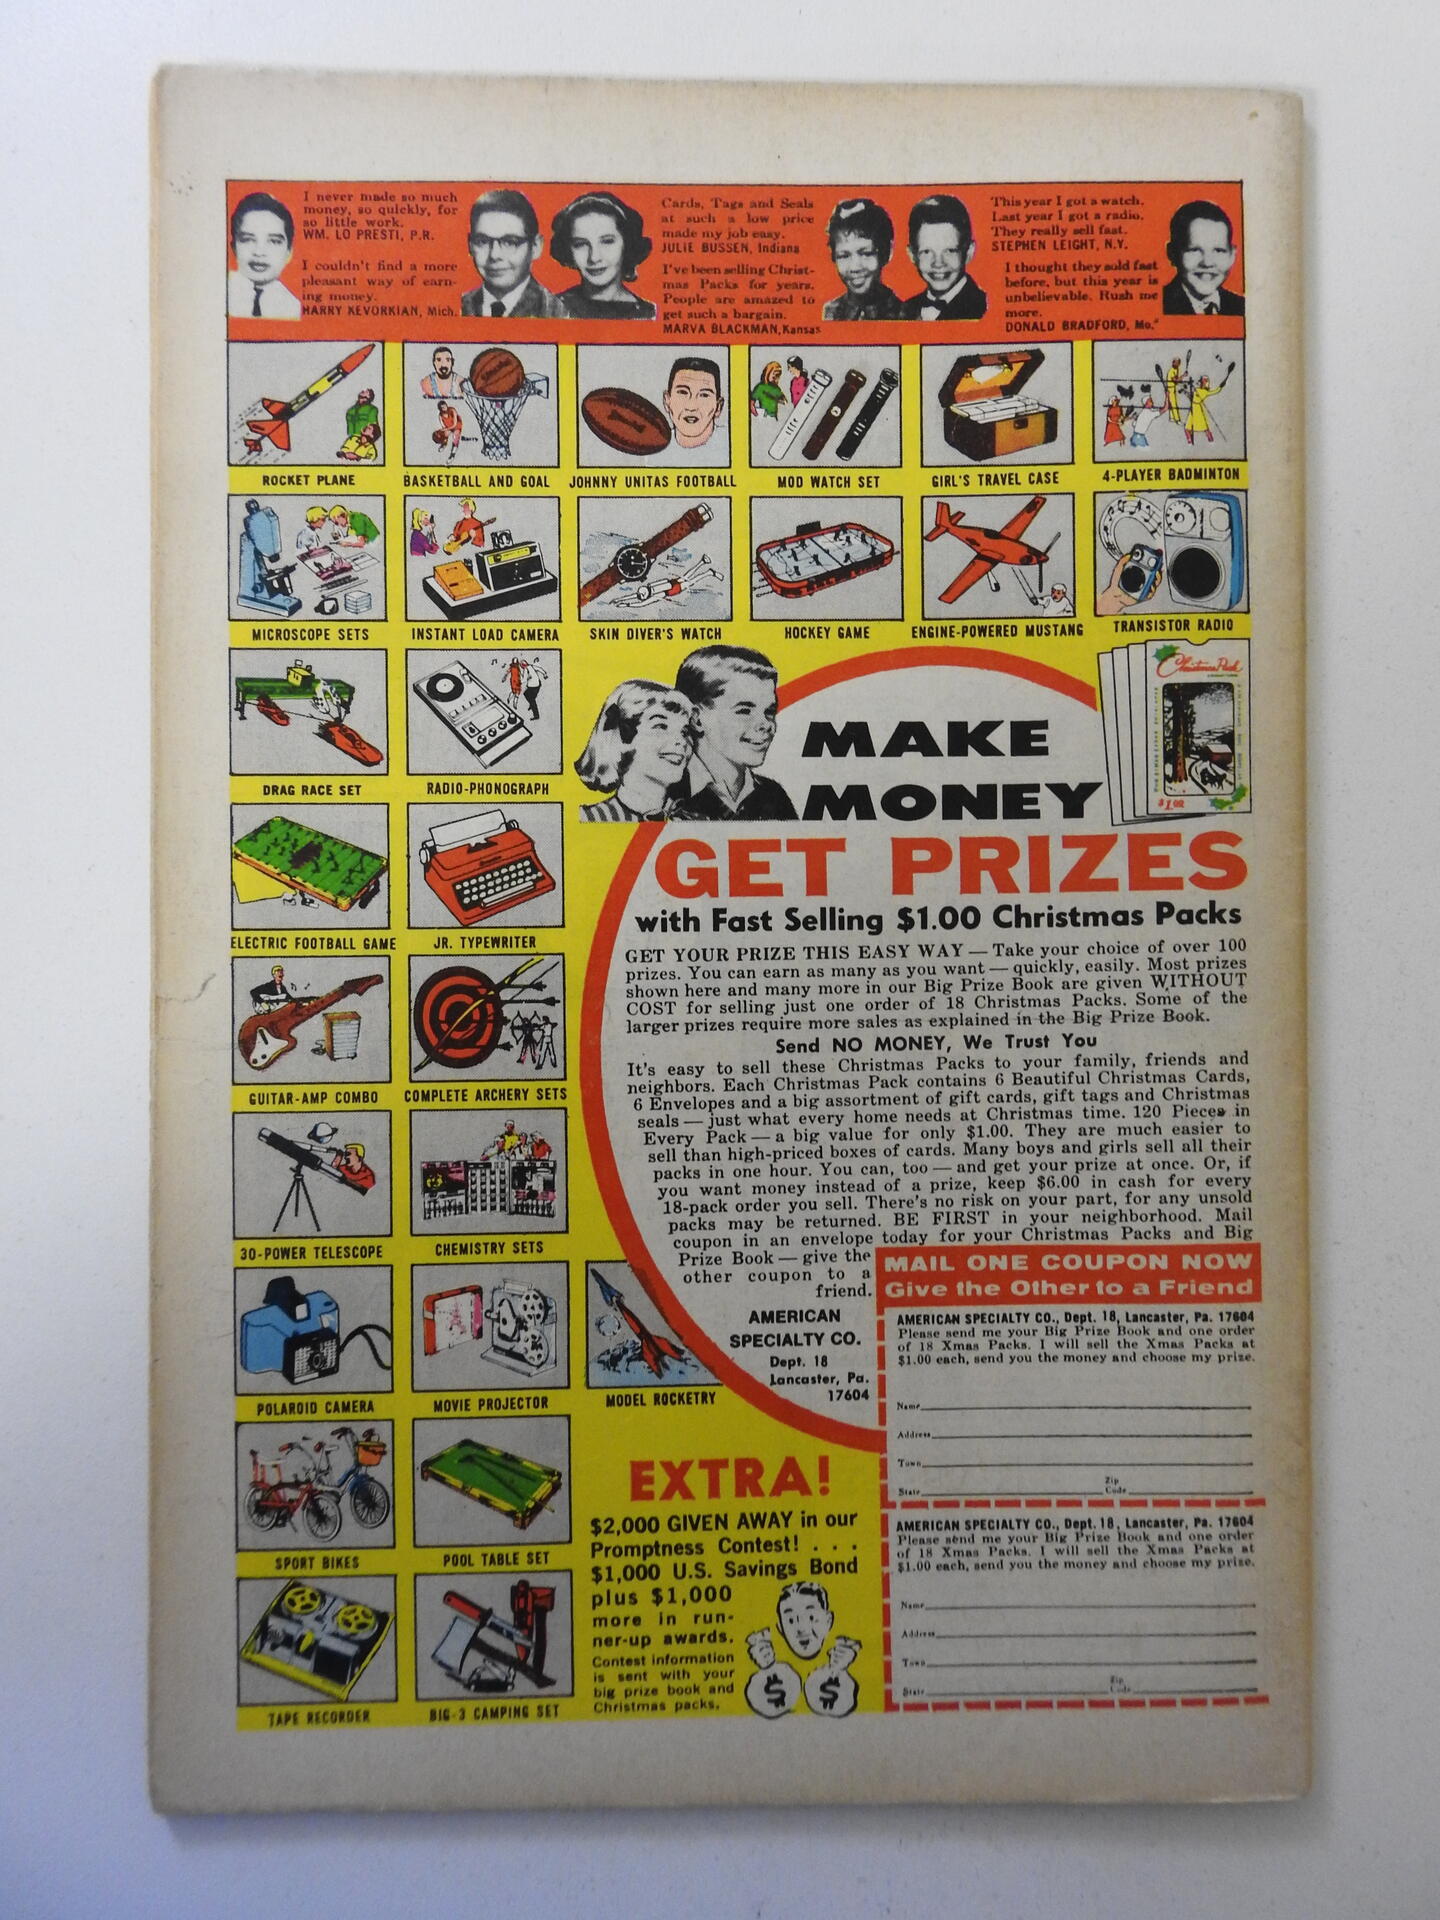 I never made so much
money, so quickly, for
so little work.
WM. LO PRESTI, P.R.
I couldn't find a more
pleasant way of earn-
ing money.
HARRY KEVORKIAN, Mich.
Cards, Tags and Seals
at such a low price
made my job easy.
JULIE BUSSEN, Indiana
I've been selling Christ-
mas Packs for years.
People are amazed to
get such a bargain.
MARVA BLACKMAN, Kansas
This year I got a watch.
Last year I got a radio.
They really sell fast.
STEPHEN LEIGHT, N.Y.
I thought they sold fast
before, but this year is
unbelievable. Rush me
more.
DONALD BRADFORD, Mo."
ROCKET PLANE
BASKETBALL AND GOAL
JOHNNY UNITAS FOOTBALL
MOD WATCH SET
GIRL'S TRAVEL CASE
4-PLAYER BADMINTON
MICROSCOPE SETS
INSTANT LOAD CAMERA
SKIN DIVER'S WATCH
HOCKEY GAME
ENGINE-POWERED MUSTANG
TRANSISTOR RADIO
DRAG RACE SET
RADIO-PHONOGRAPH
ELECTRIC FOOTBALL GAME
JR. TYPEWRITER
GUITAR-AMP COMBO
COMPLETE ARCHERY SETS
30-POWER TELESCOPE
CHEMISTRY SETS
POLAROID CAMERA
MOVIE PROJECTOR
MODEL ROCKETRY
SPORT BIKES
POOL TABLE SET
TAPE RECORDER
BIG-3 CAMPING SET
Christmas Pack
$1.00
MAKE
MONEY
GET PRIZES
with Fast Selling $1.00 Christmas Packs
GET YOUR PRIZE THIS EASY WAY — Take your choice of over 100
prizes. You can earn as many as you want — quickly, easily. Most prizes
shown here and many more in our Big Prize Book are given WITHOUT
COST for selling just one order of 18 Christmas Packs. Some of the
larger prizes require more sales as explained in the Big Prize Book.
Send NO MONEY, We Trust You
It's easy to sell these Christmas Packs to your family, friends and
neighbors. Each Christmas Pack contains 6 Beautiful Christmas Cards,
6 Envelopes and a big assortment of gift cards, gift tags and Christmas
seals — just what every home needs at Christmas time. 120 Pieces in
Every Pack — a big value for only $1.00. They are much easier to
sell than high-priced boxes of cards. Many boys and girls sell all their
packs in one hour. You can, too — and get your prize at once. Or, if
you want money instead of a prize, keep $6.00 in cash for every
18-pack order you sell. There's no risk on your part, for any unsold
packs may be returned. BE FIRST in your neighborhood. Mail
coupon in an envelope today for your Christmas Packs and Big
Prize Book — give the
other coupon to a
friend.
AMERICAN
SPECIALTY CO.
Dept. 18
Lancaster, Pa.
17604
MAIL ONE COUPON NOW
Give the Other to a Friend
AMERICAN SPECIALTY CO., Dept. 18, Lancaster, Pa. 17604
Please send me your Big Prize Book and one order
of 18 Xmas Packs. I will sell the Xmas Packs at
$1.00 each, send you the money and choose my prize.
Name
Address
Town
State Zip Code
AMERICAN SPECIALTY CO., Dept. 18, Lancaster, Pa. 17604
Please send me your Big Prize Book and one order
of 18 Xmas Packs. I will sell the Xmas Packs at
$1.00 each, send you the money and choose my prize.
Name
Address
Town
State Zip Code
EXTRA!
$2,000 GIVEN AWAY in our
Promptness Contest! . . .
$1,000 U.S. Savings Bond
plus $1,000
more in run-
ner-up awards.
Contest information
is sent with your
big prize book and
Christmas packs.
$ $